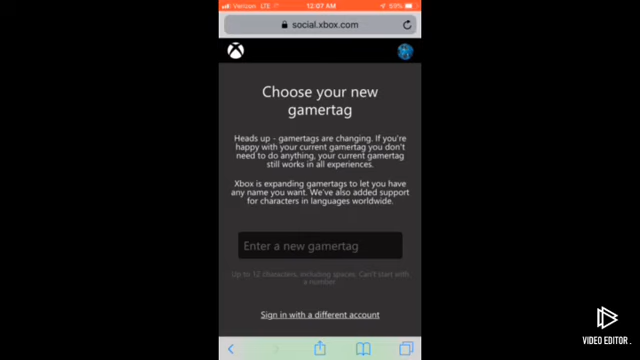 Verizon LTE 12:07 AM 59%
social.xbox.com
Choose your new
gamertag
Heads up - gamertags are changing. If you're
happy with your current gamertag you don't
need to do anything, your current gamertag
still works in all experiences.
Xbox is expanding gamertags to let you have
any name you want. We've also added support
for characters in languages worldwide.
Enter a new gamertag
Up to 12 characters, including spaces. Can't start with
a number.
Sign in with a different account
VIDEO EDITOR.